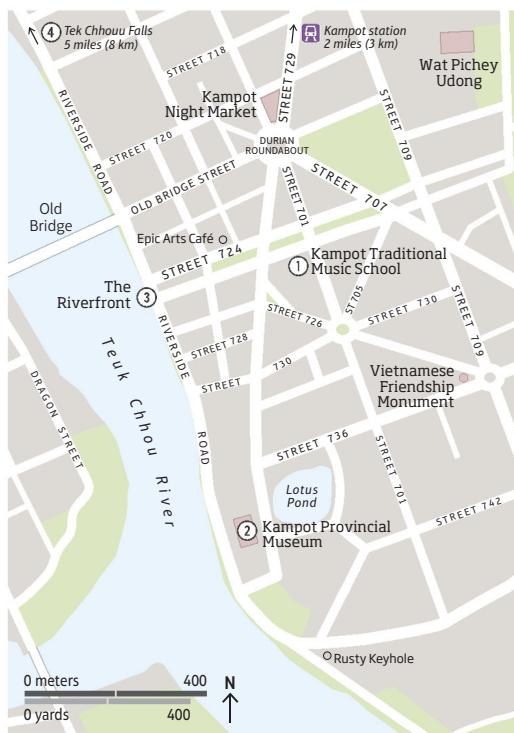 4 Tek Chhouu Falls
5 miles (8 km)
Kampot station
2 miles (3 km)
STREET 729
STREET 718
Wat Pichey
Udong
Kampot
Night Market
RIVERSIDE ROAD
STREET 720
DURIAN
ROUNDABOUT
STREET 709
OLD BRIDGE STREET
STREET 701
STREET 707
Old
Bridge
Epic Arts Café
STREET 724
1 Kampot Traditional
Music School
The
Riverfront
3
ST 705
STREET 730
STREET 726
STREET 709
RIVERSIDE ROAD
STREET 728
STREET 730
Vietnamese
Friendship
Monument
DRAGON STREET
Teuk Chhou River
STREET 736
STREET 701
Lotus
Pond
STREET 742
2 Kampot Provincial
Museum
Rusty Keyhole
0 meters 400
0 yards 400
N